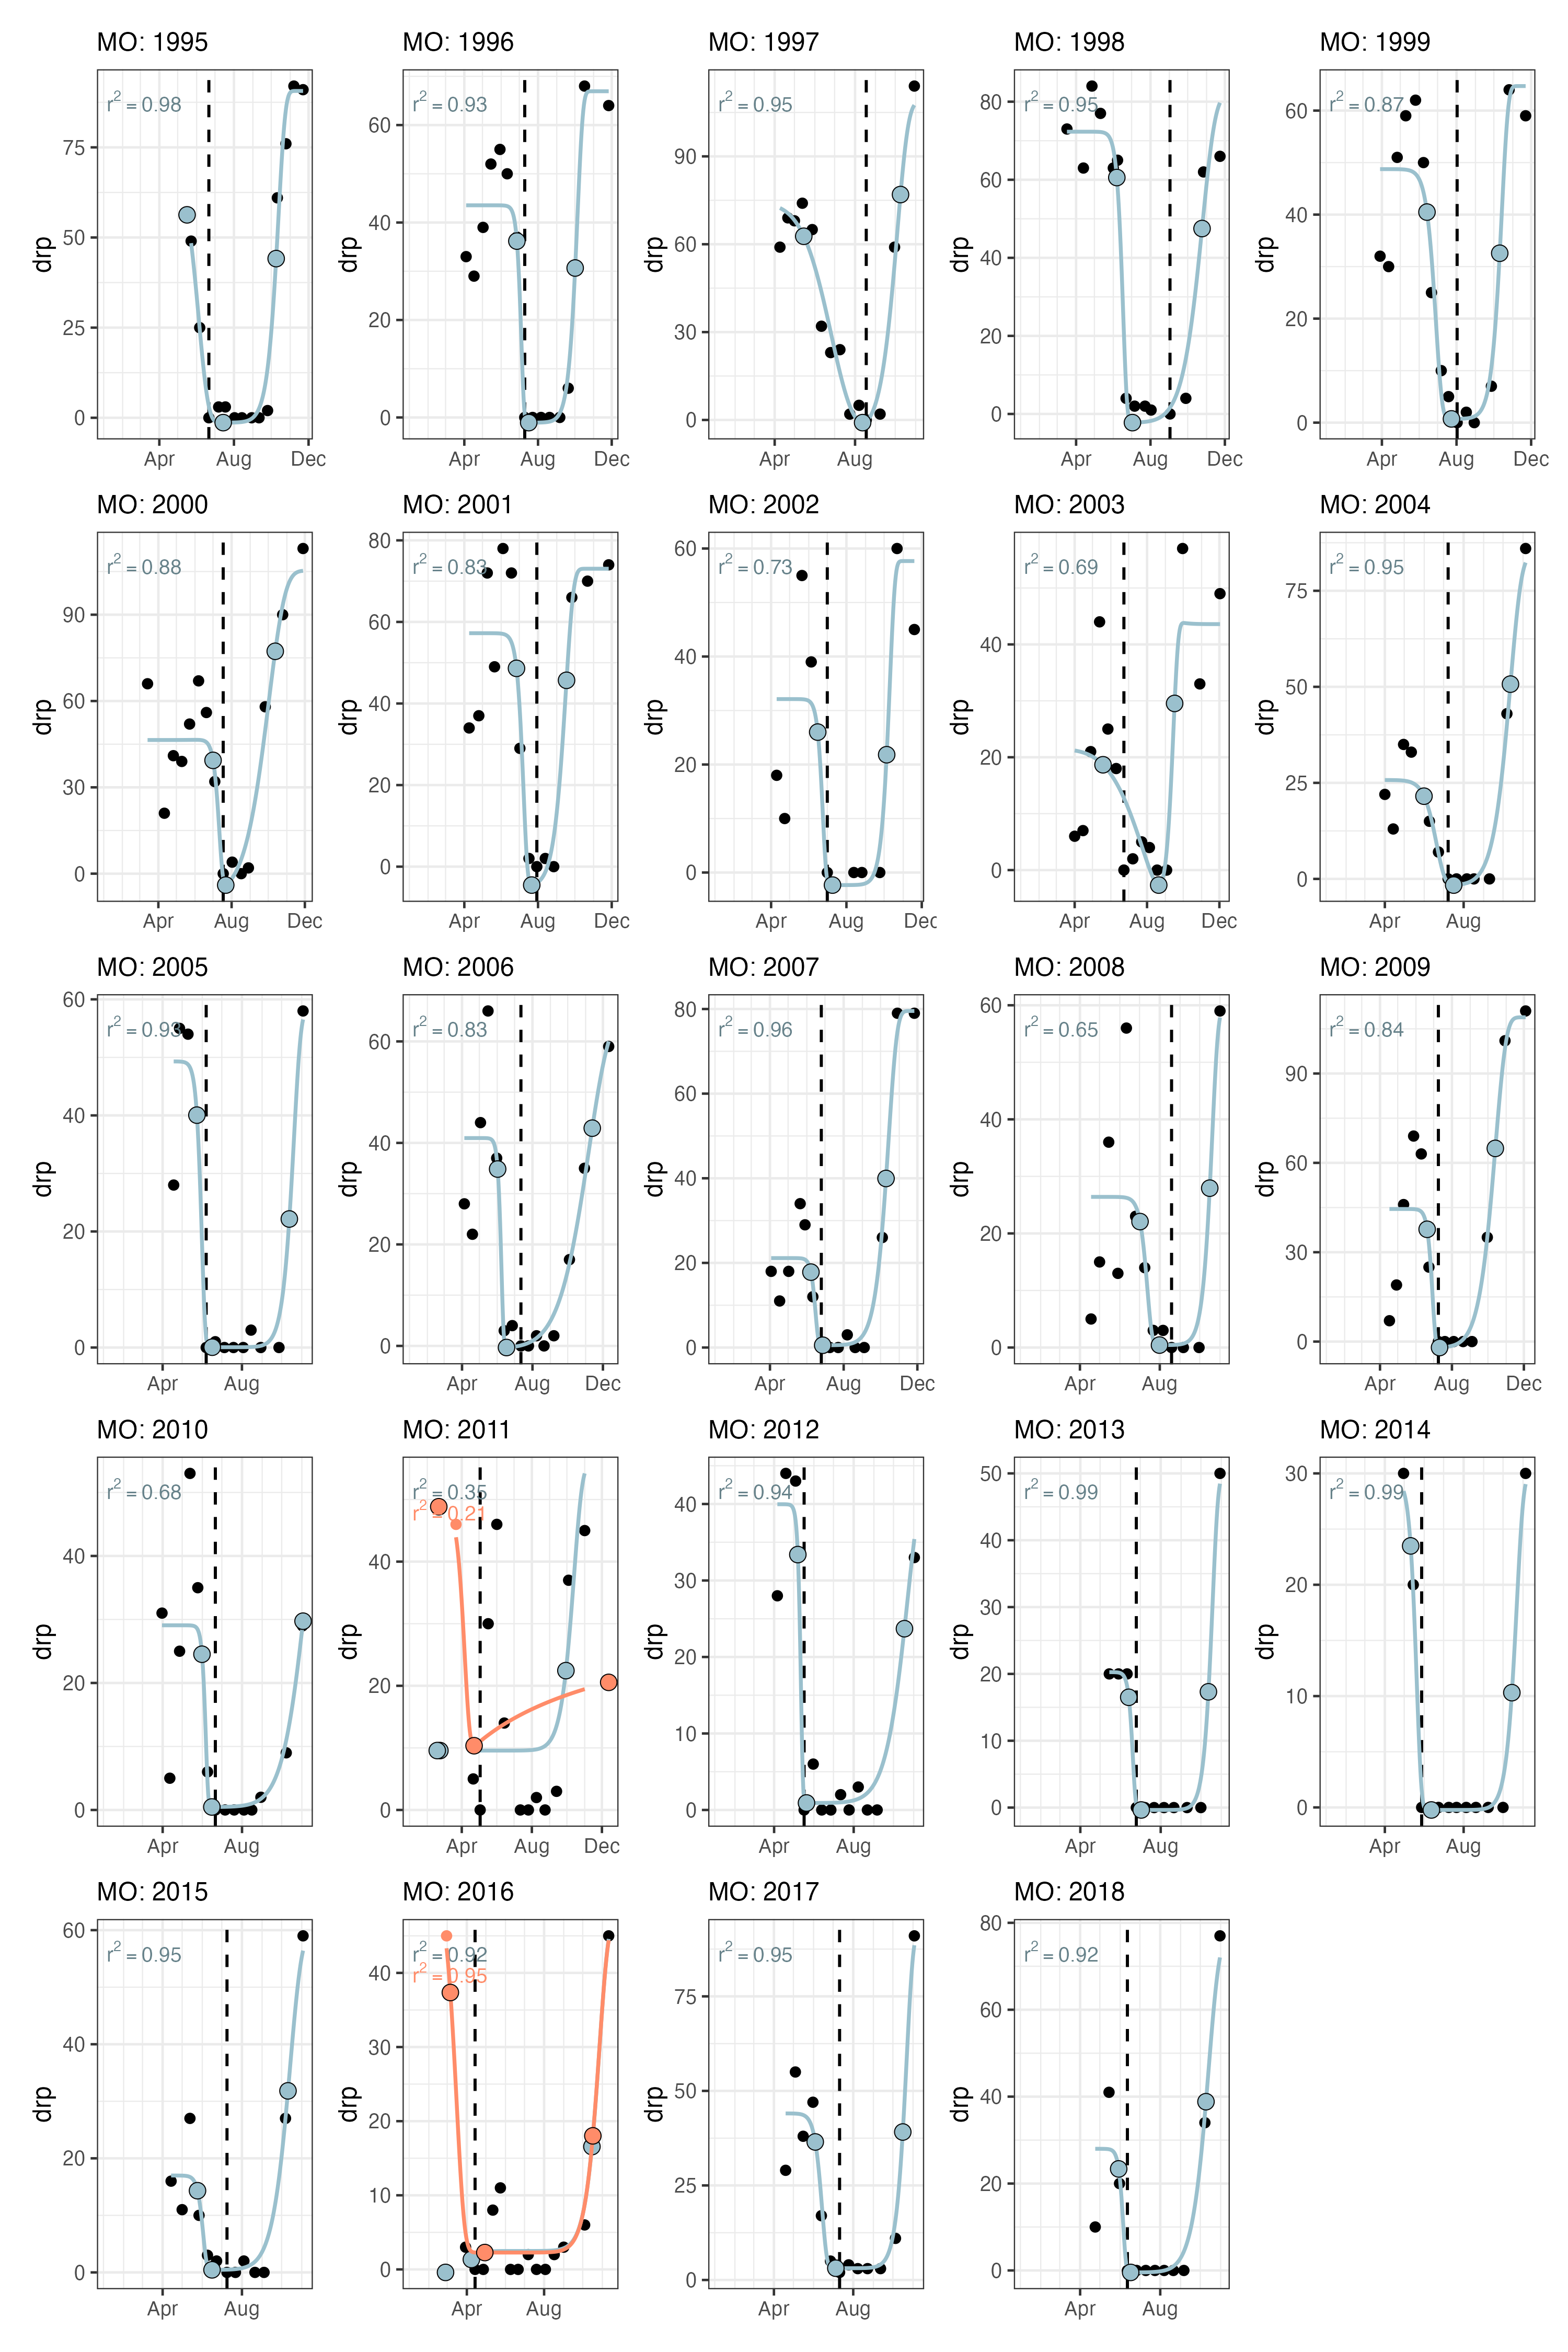 MO: 1995 MO: 1996 MO: 1997 MO: 1998 MO: 1999
r² = 0.98 r² = 0.93 r² = 0.95 r² = 0.95 r² = 0.87
drp 0 25 50 75 drp 0 20 40 60 drp 0 30 60 90 drp 0 20 40 60 80 drp 0 20 40 60
Apr Aug Dec Apr Aug Dec Apr Aug Apr Aug Dec Apr Aug Dec
MO: 2000 MO: 2001 MO: 2002 MO: 2003 MO: 2004
r² = 0.88 r² = 0.83 r² = 0.73 r² = 0.69 r² = 0.95
drp 0 30 60 90 drp 0 20 40 60 80 drp 0 20 40 60 drp 0 20 40 drp 0 25 50 75
Apr Aug Dec Apr Aug Dec Apr Aug Dec Apr Aug Dec Apr Aug
MO: 2005 MO: 2006 MO: 2007 MO: 2008 MO: 2009
r² = 0.93 r² = 0.83 r² = 0.96 r² = 0.65 r² = 0.84
drp 0 20 40 60 drp 0 20 40 60 drp 0 20 40 60 80 drp 0 20 40 60 drp 0 30 60 90
Apr Aug Apr Aug Dec Apr Aug Dec Apr Aug Apr Aug Dec
MO: 2010 MO: 2011 MO: 2012 MO: 2013 MO: 2014
r² = 0.68 r² = 0.35 r² = 0.94 r² = 0.99 r² = 0.99
r² = 0.21
drp 0 20 40 drp 0 20 40 drp 0 10 20 30 40 drp 0 10 20 30 40 50 drp 0 10 20 30
Apr Aug Apr Aug Dec Apr Aug Apr Aug Apr Aug
MO: 2015 MO: 2016 MO: 2017 MO: 2018
r² = 0.95 r² = 0.92 r² = 0.95 r² = 0.92
r² = 0.95
drp 0 20 40 60 drp 0 10 20 30 40 drp 0 25 50 75 drp 0 20 40 60 80
Apr Aug Apr Aug Apr Aug Apr Aug